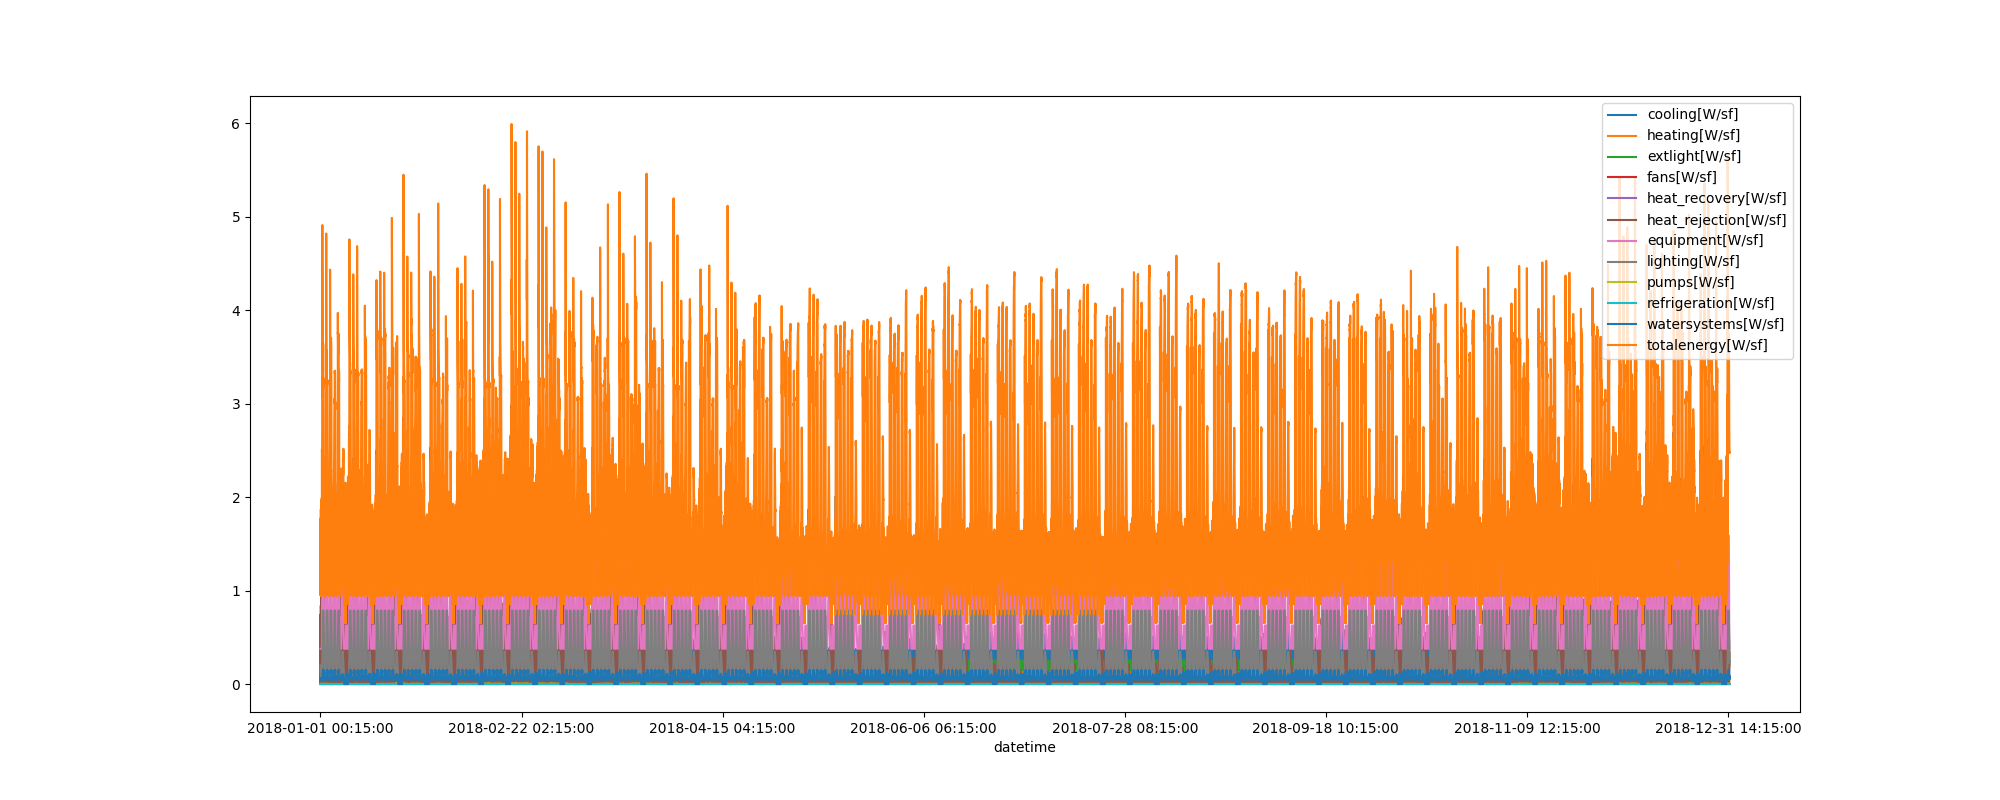 6
5
4
3
2
1
0
cooling[W/sf]
heating[W/sf]
extlight[W/sf]
fans[W/sf]
heat_recovery[W/sf]
heat_rejection[W/sf]
equipment[W/sf]
lighting[W/sf]
pumps[W/sf]
refrigeration[W/sf]
watersystems[W/sf]
totalenergy[W/sf]
2018-01-01 00:15:00 2018-02-22 02:15:00 2018-04-15 04:15:00 2018-06-06 06:15:00 2018-07-28 08:15:00 2018-09-18 10:15:00 2018-11-09 12:15:00 2018-12-31 14:15:00
datetime